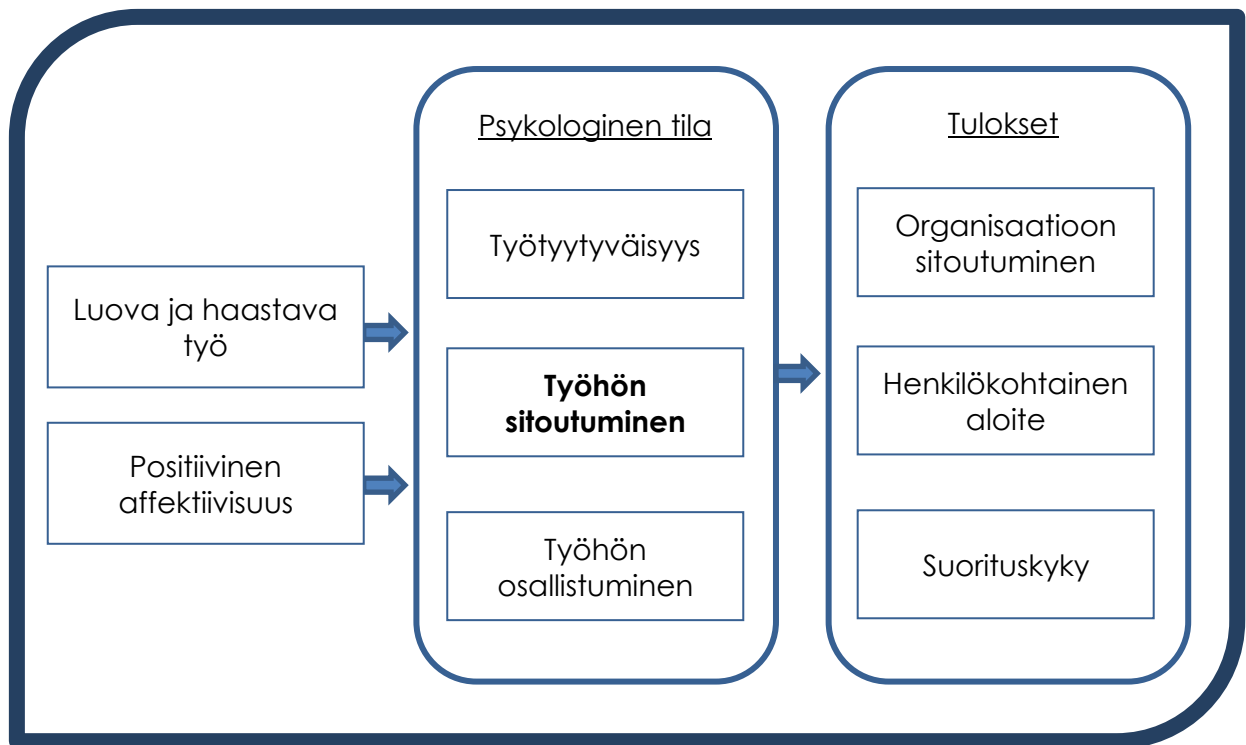 Luova ja haastava
työ
Positiivinen
affektiivisuus
Psykologinen tila
Työtyytyväisyys
Työhön
sitoutuminen
Työhön
osallistuminen
Tulokset
Organisaatioon
sitoutuminen
Henkilökohtainen
aloite
Suorituskyky